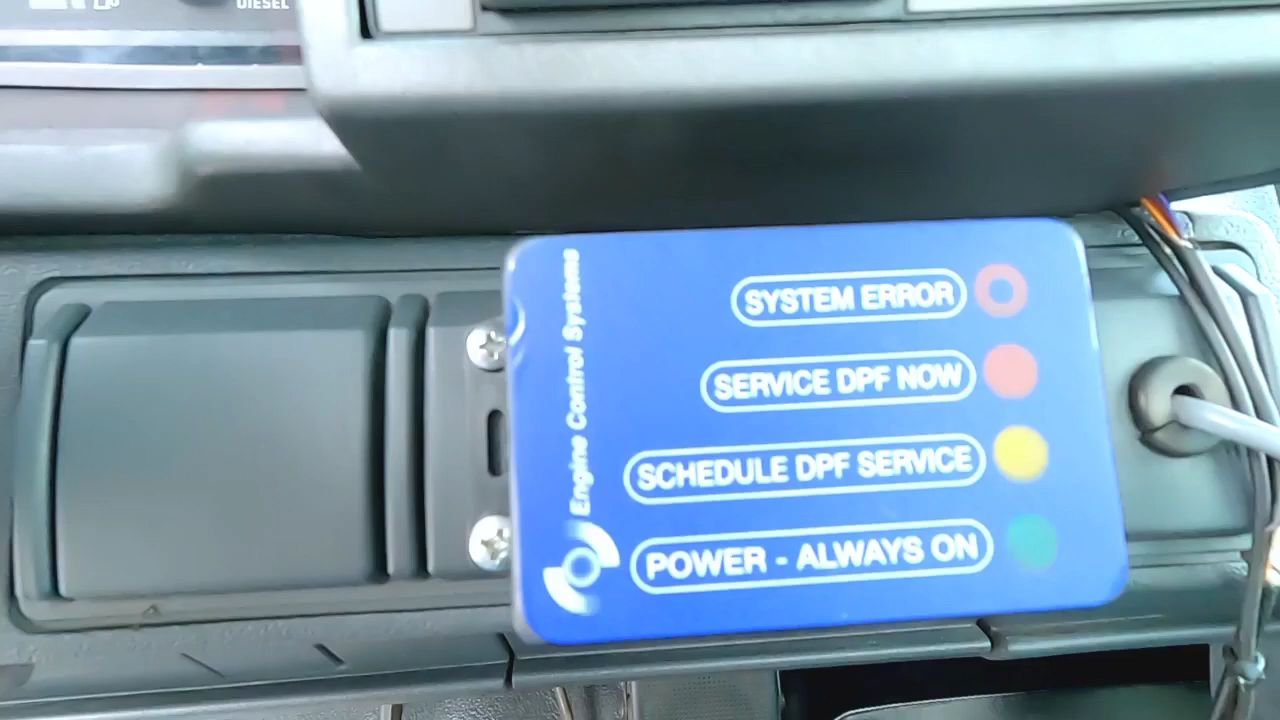 DIESEL
Engine Control Systems
SYSTEM ERROR
SERVICE DPF NOW
SCHEDULE DPF SERVICE
POWER - ALWAYS ON